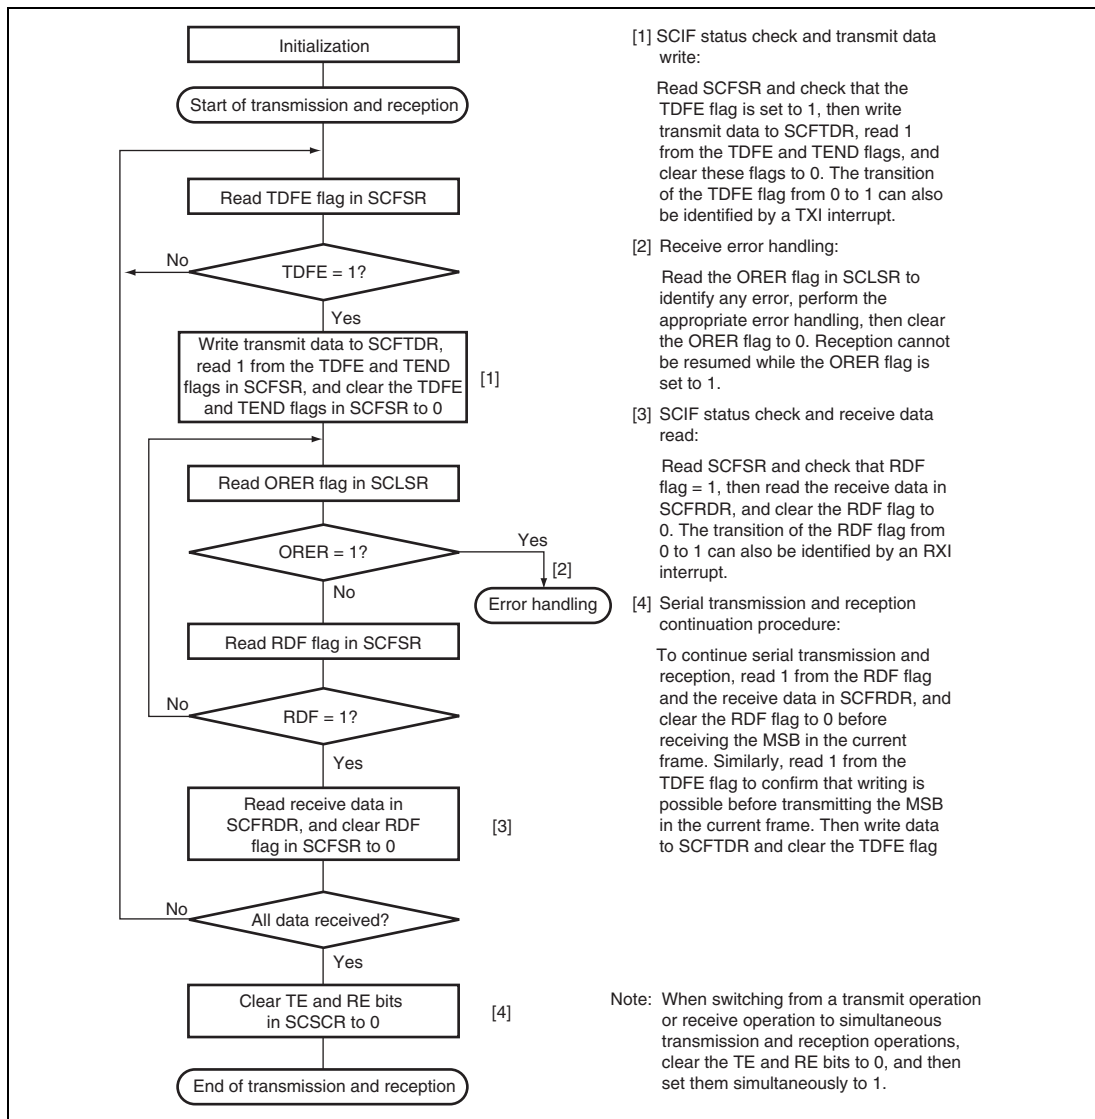 Initialization
Start of transmission and reception
Read TDFE flag in SCFSR
No
TDFE = 1?
Yes
Write transmit data to SCFTDR,
read 1 from the TDFE and TEND
flags in SCFSR, and clear the TDFE
and TEND flags in SCFSR to 0
[1]
Read ORER flag in SCLSR
ORER = 1?
Yes
[2]
Error handling
No
Read RDF flag in SCFSR
No
RDF = 1?
Yes
Read receive data in
SCFRDR, and clear RDF
flag in SCFSR to 0
[3]
No
All data received?
Yes
Clear TE and RE bits
in SCSCR to 0
[4]
End of transmission and reception
[1] SCIF status check and transmit data
write:
Read SCFSR and check that the
TDFE flag is set to 1, then write
transmit data to SCFTDR, read 1
from the TDFE and TEND flags, and
clear these flags to 0. The transition
of the TDFE flag from 0 to 1 can also
be identified by a TXI interrupt.
[2] Receive error handling:
Read the ORER flag in SCLSR to
identify any error, perform the
appropriate error handling, then clear
the ORER flag to 0. Reception cannot
be resumed while the ORER flag is
set to 1.
[3] SCIF status check and receive data
read:
Read SCFSR and check that RDF
flag = 1, then read the receive data in
SCFRDR, and clear the RDF flag to
0. The transition of the RDF flag from
0 to 1 can also be identified by an RXI
interrupt.
[4] Serial transmission and reception
continuation procedure:
To continue serial transmission and
reception, read 1 from the RDF flag
and the receive data in SCFRDR, and
clear the RDF flag to 0 before
receiving the MSB in the current
frame. Similarly, read 1 from the
TDFE flag to confirm that writing is
possible before transmitting the MSB
in the current frame. Then write data
to SCFTDR and clear the TDFE flag
Note: When switching from a transmit operation
or receive operation to simultaneous
transmission and reception operations,
clear the TE and RE bits to 0, and then
set them simultaneously to 1.